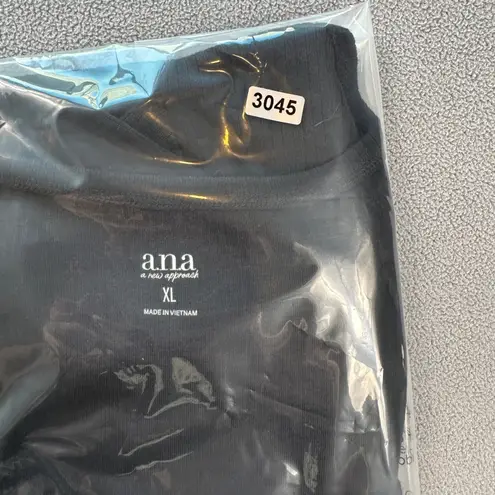 3045
a.n.a
a new approach
XL
MADE IN VIETNAM